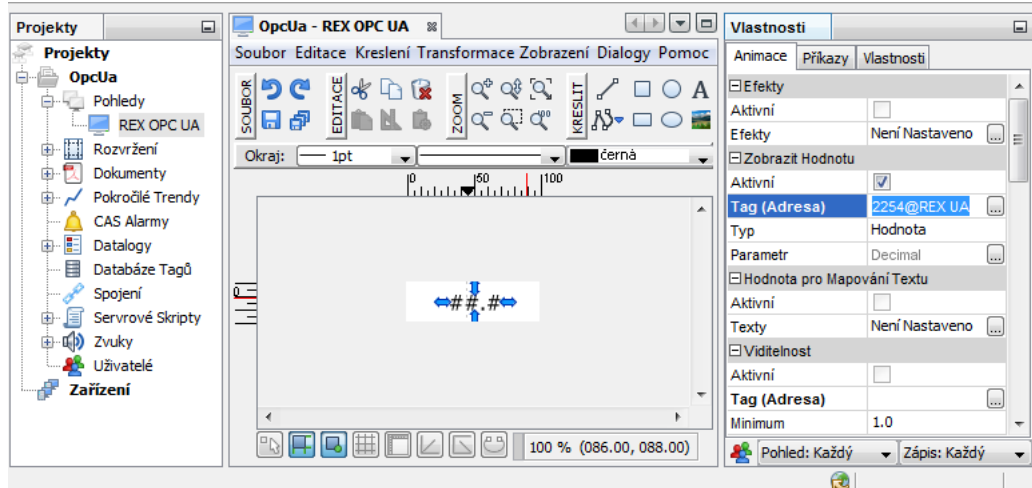 Projekty
Projekty
OpcUa
Pohledy
REX OPC UA
Rozvržení
Dokumenty
Pokročilé Trendy
CAS Alarmy
Datalogy
Databáze Tagů
Spojení
Servrové Skripty
Zvuky
Uživatelé
Zařízení
OpcUa - REX OPC UA
Soubor Editace Kreslení Transformace Zobrazení Dialogy Pomoc
SOUBOR
EDITACE
ZOOM
KRESLIT
A
Okraj: 1pt černá
0 50 100
0
##.#
100 % (086.00, 088.00)
Vlastnosti
Animace Příkazy Vlastnosti
Efekty
Aktivní
Efekty Není Nastaveno ...
Zobrazit Hodnotu
Aktivní
Tag (Adresa) 2254@REX UA ...
Typ Hodnota
Parametr Decimal ...
Hodnota pro Mapování Textu
Aktivní
Texty Není Nastaveno ...
Viditelnost
Aktivní
Tag (Adresa) ...
Minimum 1.0
Pohled: Každý Zápis: Každý